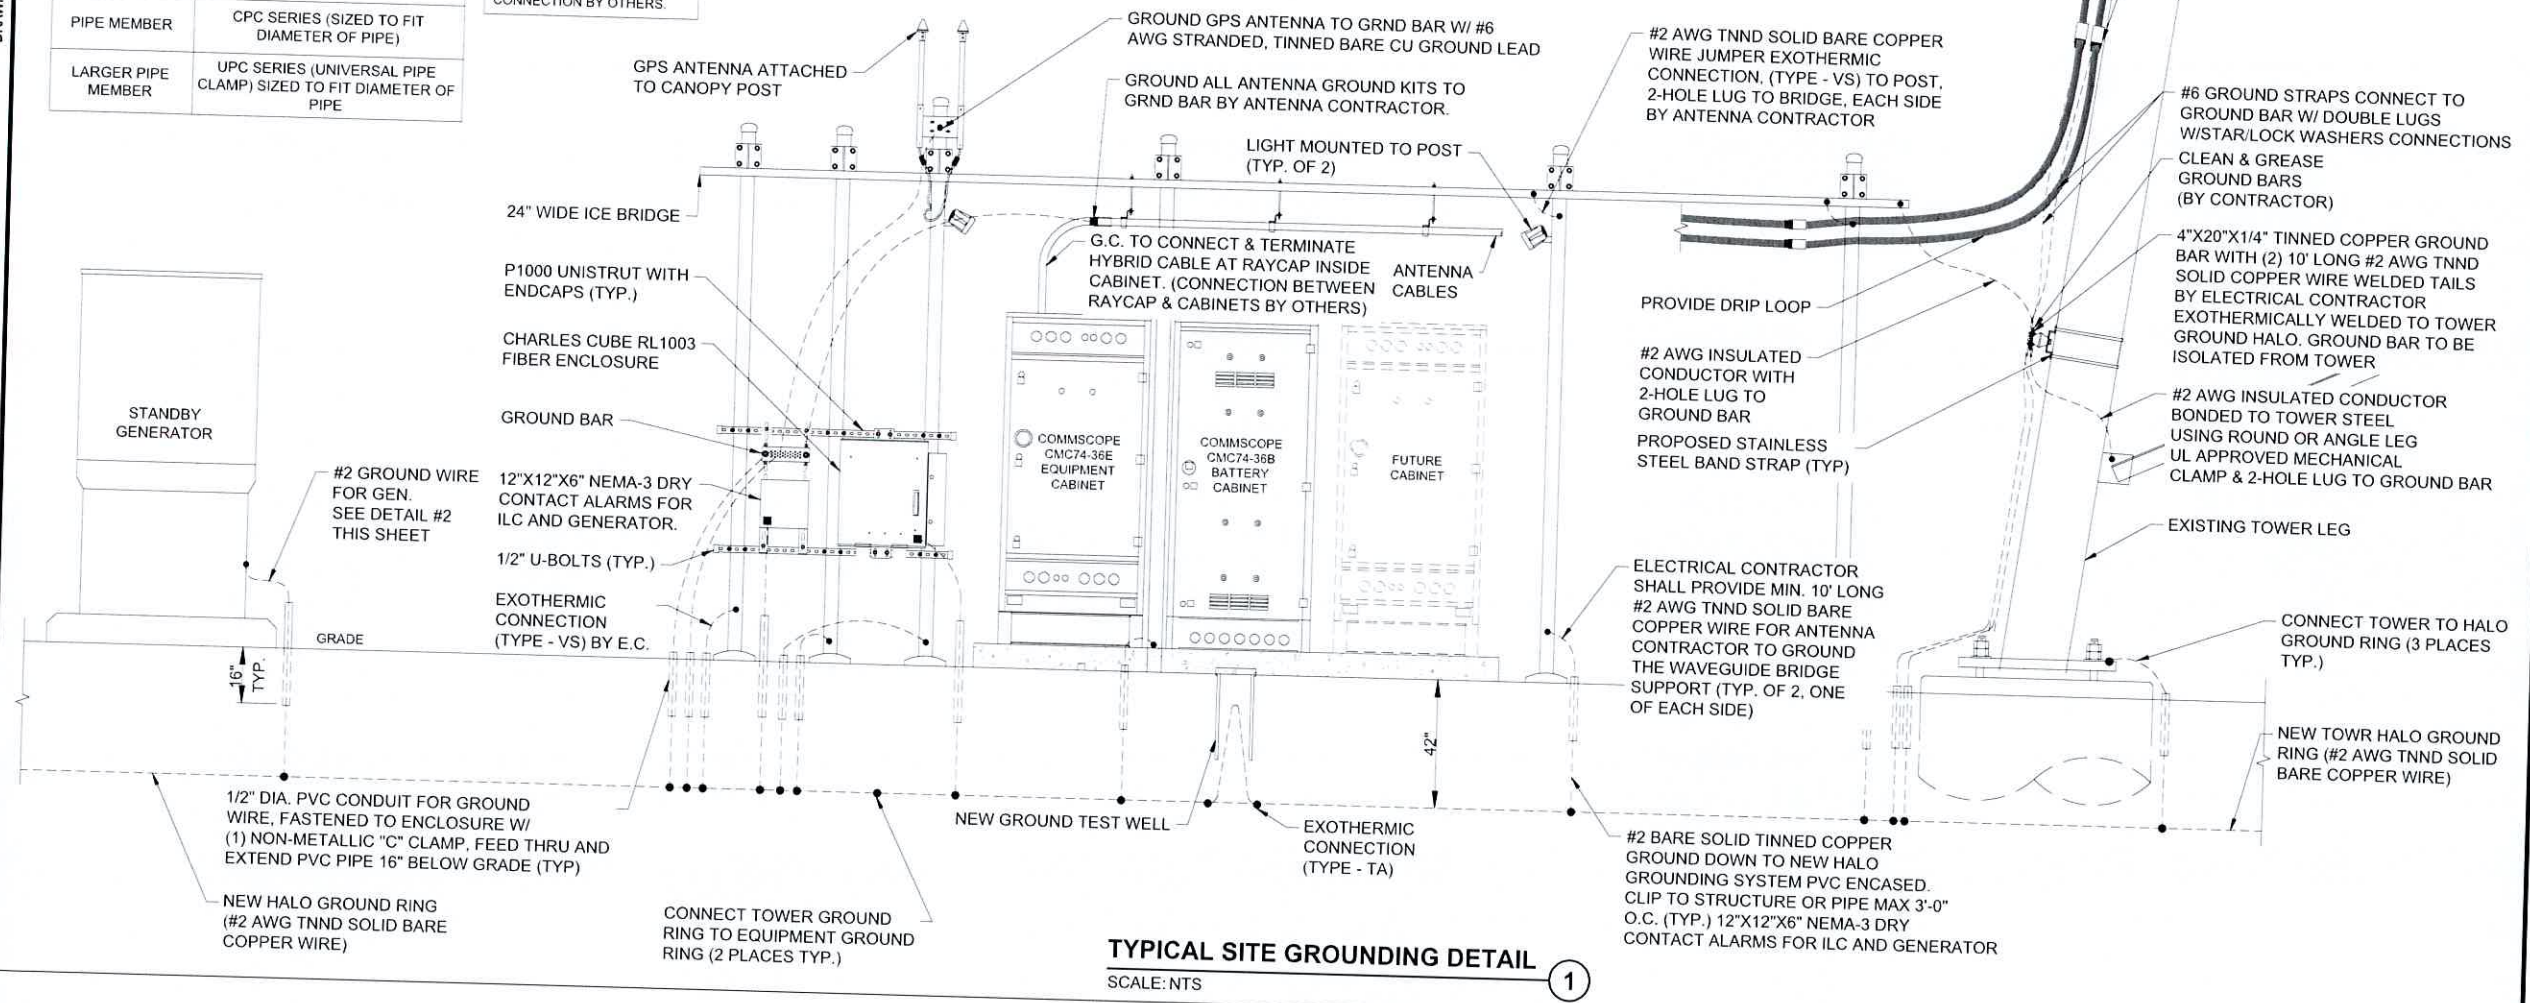 CONNECTION BY OTHERS.
PIPE MEMBER
CPC SERIES (SIZED TO FIT
DIAMETER OF PIPE)
LARGER PIPE
MEMBER
UPC SERIES (UNIVERSAL PIPE
CLAMP) SIZED TO FIT DIAMETER OF
PIPE
GPS ANTENNA ATTACHED
TO CANOPY POST
GROUND GPS ANTENNA TO GRND BAR W/ #6
AWG STRANDED, TINNED BARE CU GROUND LEAD
GROUND ALL ANTENNA GROUND KITS TO
GRND BAR BY ANTENNA CONTRACTOR.
LIGHT MOUNTED TO POST
(TYP. OF 2)
#2 AWG TNND SOLID BARE COPPER
WIRE JUMPER EXOTHERMIC
CONNECTION, (TYPE - VS) TO POST,
2-HOLE LUG TO BRIDGE, EACH SIDE
BY ANTENNA CONTRACTOR
#6 GROUND STRAPS CONNECT TO
GROUND BAR W/ DOUBLE LUGS
W/STAR/LOCK WASHERS CONNECTIONS
CLEAN & GREASE
GROUND BARS
(BY CONTRACTOR)
4"X20"X1/4" TINNED COPPER GROUND
BAR WITH (2) 10' LONG #2 AWG TNND
SOLID COPPER WIRE WELDED TAILS
BY ELECTRICAL CONTRACTOR
EXOTHERMICALLY WELDED TO TOWER
GROUND HALO. GROUND BAR TO BE
ISOLATED FROM TOWER
#2 AWG INSULATED CONDUCTOR
BONDED TO TOWER STEEL
USING ROUND OR ANGLE LEG
UL APPROVED MECHANICAL
CLAMP & 2-HOLE LUG TO GROUND BAR
EXISTING TOWER LEG
CONNECT TOWER TO HALO
GROUND RING (3 PLACES
TYP.)
NEW TOWR HALO GROUND
RING (#2 AWG TNND SOLID
BARE COPPER WIRE)
24" WIDE ICE BRIDGE
P1000 UNISTRUT WITH
ENDCAPS (TYP.)
CHARLES CUBE RL1003
FIBER ENCLOSURE
GROUND BAR
12"X12"X6" NEMA-3 DRY
CONTACT ALARMS FOR
ILC AND GENERATOR.
1/2" U-BOLTS (TYP.)
EXOTHERMIC
CONNECTION
(TYPE - VS) BY E.C.
G.C. TO CONNECT & TERMINATE
HYBRID CABLE AT RAYCAP INSIDE
CABINET. (CONNECTION BETWEEN
RAYCAP & CABINETS BY OTHERS)
ANTENNA
CABLES
PROVIDE DRIP LOOP
#2 AWG INSULATED
CONDUCTOR WITH
2-HOLE LUG TO
GROUND BAR
PROPOSED STAINLESS
STEEL BAND STRAP (TYP)
STANDBY
GENERATOR
#2 GROUND WIRE
FOR GEN.
SEE DETAIL #2
THIS SHEET
COMMSCOPE
CMC74-36E
EQUIPMENT
CABINET
COMMSCOPE
CMC74-36B
BATTERY
CABINET
FUTURE
CABINET
ELECTRICAL CONTRACTOR
SHALL PROVIDE MIN. 10' LONG
#2 AWG TNND SOLID BARE
COPPER WIRE FOR ANTENNA
CONTRACTOR TO GROUND
THE WAVEGUIDE BRIDGE
SUPPORT (TYP. OF 2, ONE
OF EACH SIDE)
GRADE
16"
TYP.
42"
1/2" DIA. PVC CONDUIT FOR GROUND
WIRE, FASTENED TO ENCLOSURE W/
(1) NON-METALLIC "C" CLAMP, FEED THRU AND
EXTEND PVC PIPE 16" BELOW GRADE (TYP)
NEW HALO GROUND RING
(#2 AWG TNND SOLID BARE
COPPER WIRE)
CONNECT TOWER GROUND
RING TO EQUIPMENT GROUND
RING (2 PLACES TYP.)
NEW GROUND TEST WELL
EXOTHERMIC
CONNECTION
(TYPE - TA)
#2 BARE SOLID TINNED COPPER
GROUND DOWN TO NEW HALO
GROUNDING SYSTEM PVC ENCASED.
CLIP TO STRUCTURE OR PIPE MAX 3'-0"
O.C. (TYP.) 12"X12"X6" NEMA-3 DRY
CONTACT ALARMS FOR ILC AND GENERATOR
TYPICAL SITE GROUNDING DETAIL
1
SCALE: NTS